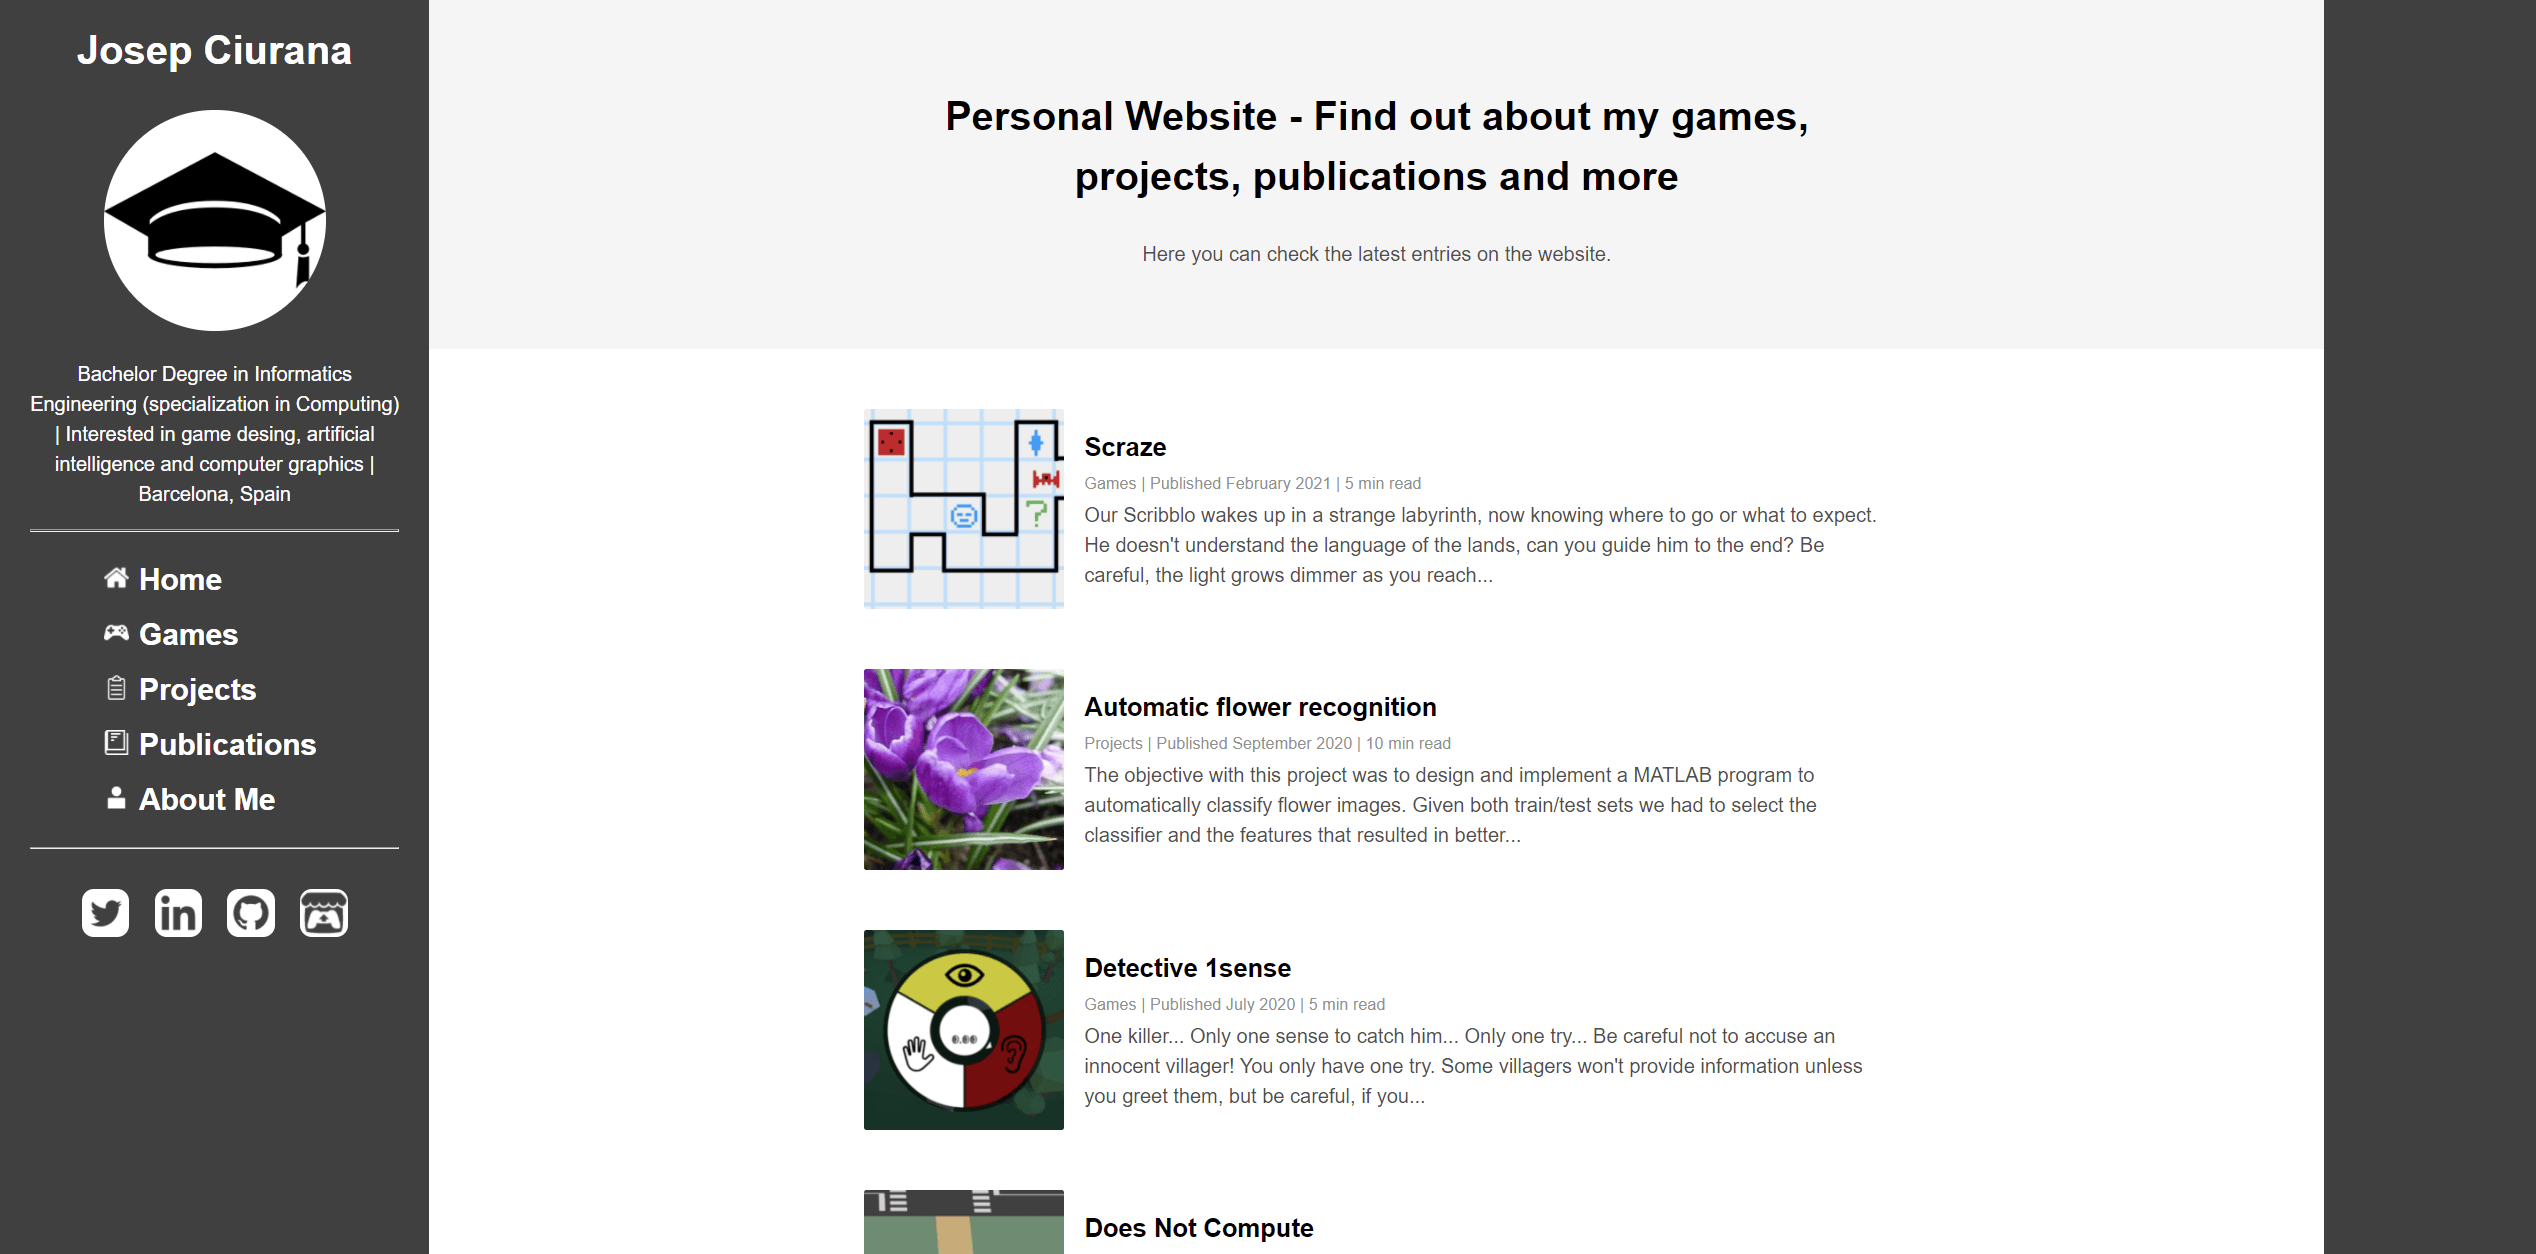 Josep Ciurana
Bachelor Degree in Informatics
Engineering (specialization in Computing)
| Interested in game desing, artificial
intelligence and computer graphics |
Barcelona, Spain
Home
Games
Projects
Publications
About Me
in
Personal Website - Find out about my games,
projects, publications and more
Here you can check the latest entries on the website.
Scraze
Games | Published February 2021 | 5 min read
Our Scribblo wakes up in a strange labyrinth, now knowing where to go or what to expect.
He doesn't understand the language of the lands, can you guide him to the end? Be
careful, the light grows dimmer as you reach...
?
Automatic flower recognition
Projects | Published September 2020 | 10 min read
The objective with this project was to design and implement a MATLAB program to
automatically classify flower images. Given both train/test sets we had to select the
classifier and the features that resulted in better...
Detective 1sense
Games | Published July 2020 | 5 min read
One killer... Only one sense to catch him... Only one try... Be careful not to accuse an
innocent villager! You only have one try. Some villagers won't provide information unless
you greet them, but be careful, if you...
Does Not Compute